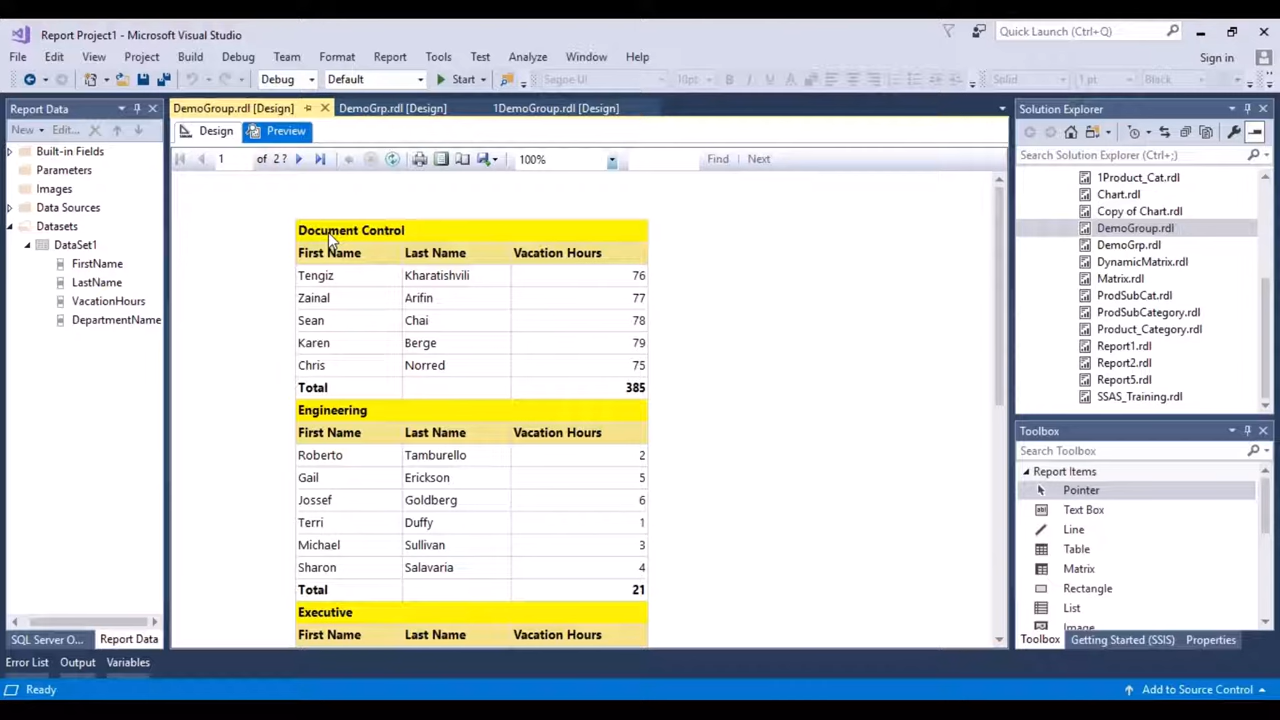 Report Project1 - Microsoft Visual Studio
Quick Launch (Ctrl+Q)
File Edit View Project Build Debug Team Format Report Tools Test Analyze Window Help
Sign in
Debug Default Start Segoe UI 10pt B I U A Solid 1 pt Black
Report Data
New Edit...
Built-in Fields
Parameters
Images
Data Sources
Datasets
DataSet1
FirstName
LastName
VacationHours
DepartmentName
SQL Server O... Report Data
DemoGroup.rdl [Design] DemoGrp.rdl [Design] 1DemoGroup.rdl [Design]
Design Preview
1 of 2 ? 100% Find Next
Document Control
First Name Last Name Vacation Hours
Tengiz Kharatishvili 76
Zainal Arifin 77
Sean Chai 78
Karen Berge 79
Chris Norred 75
Total 385
Engineering
First Name Last Name Vacation Hours
Roberto Tamburello 2
Gail Erickson 5
Jossef Goldberg 6
Terri Duffy 1
Michael Sullivan 3
Sharon Salavaria 4
Total 21
Executive
First Name Last Name Vacation Hours
Solution Explorer
Search Solution Explorer (Ctrl+;)
1Product_Cat.rdl
Chart.rdl
Copy of Chart.rdl
DemoGroup.rdl
DemoGrp.rdl
DynamicMatrix.rdl
Matrix.rdl
ProdSubCat.rdl
ProdSubCategory.rdl
Product_Category.rdl
Report1.rdl
Report2.rdl
Report5.rdl
SSAS_Training.rdl
Toolbox
Search Toolbox
Report Items
Pointer
Text Box
Line
Table
Matrix
Rectangle
List
Image
Toolbox Getting Started (SSIS) Properties
Error List Output Variables
Ready
Add to Source Control